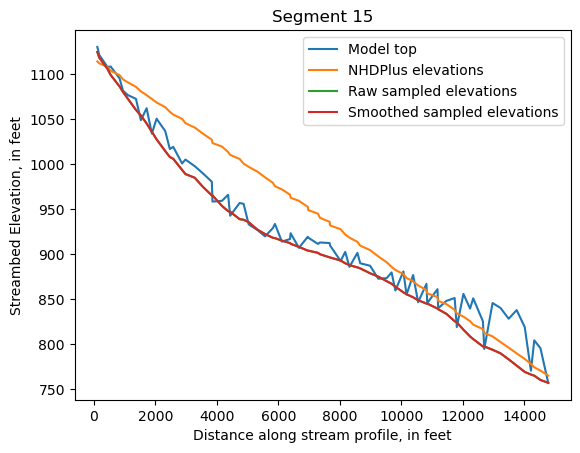 Segment 15
Model top
NHDPlus elevations
Raw sampled elevations
Smoothed sampled elevations
Streambed Elevation, in feet
1100
1050
1000
950
900
850
800
750
0 2000 4000 6000 8000 10000 12000 14000
Distance along stream profile, in feet